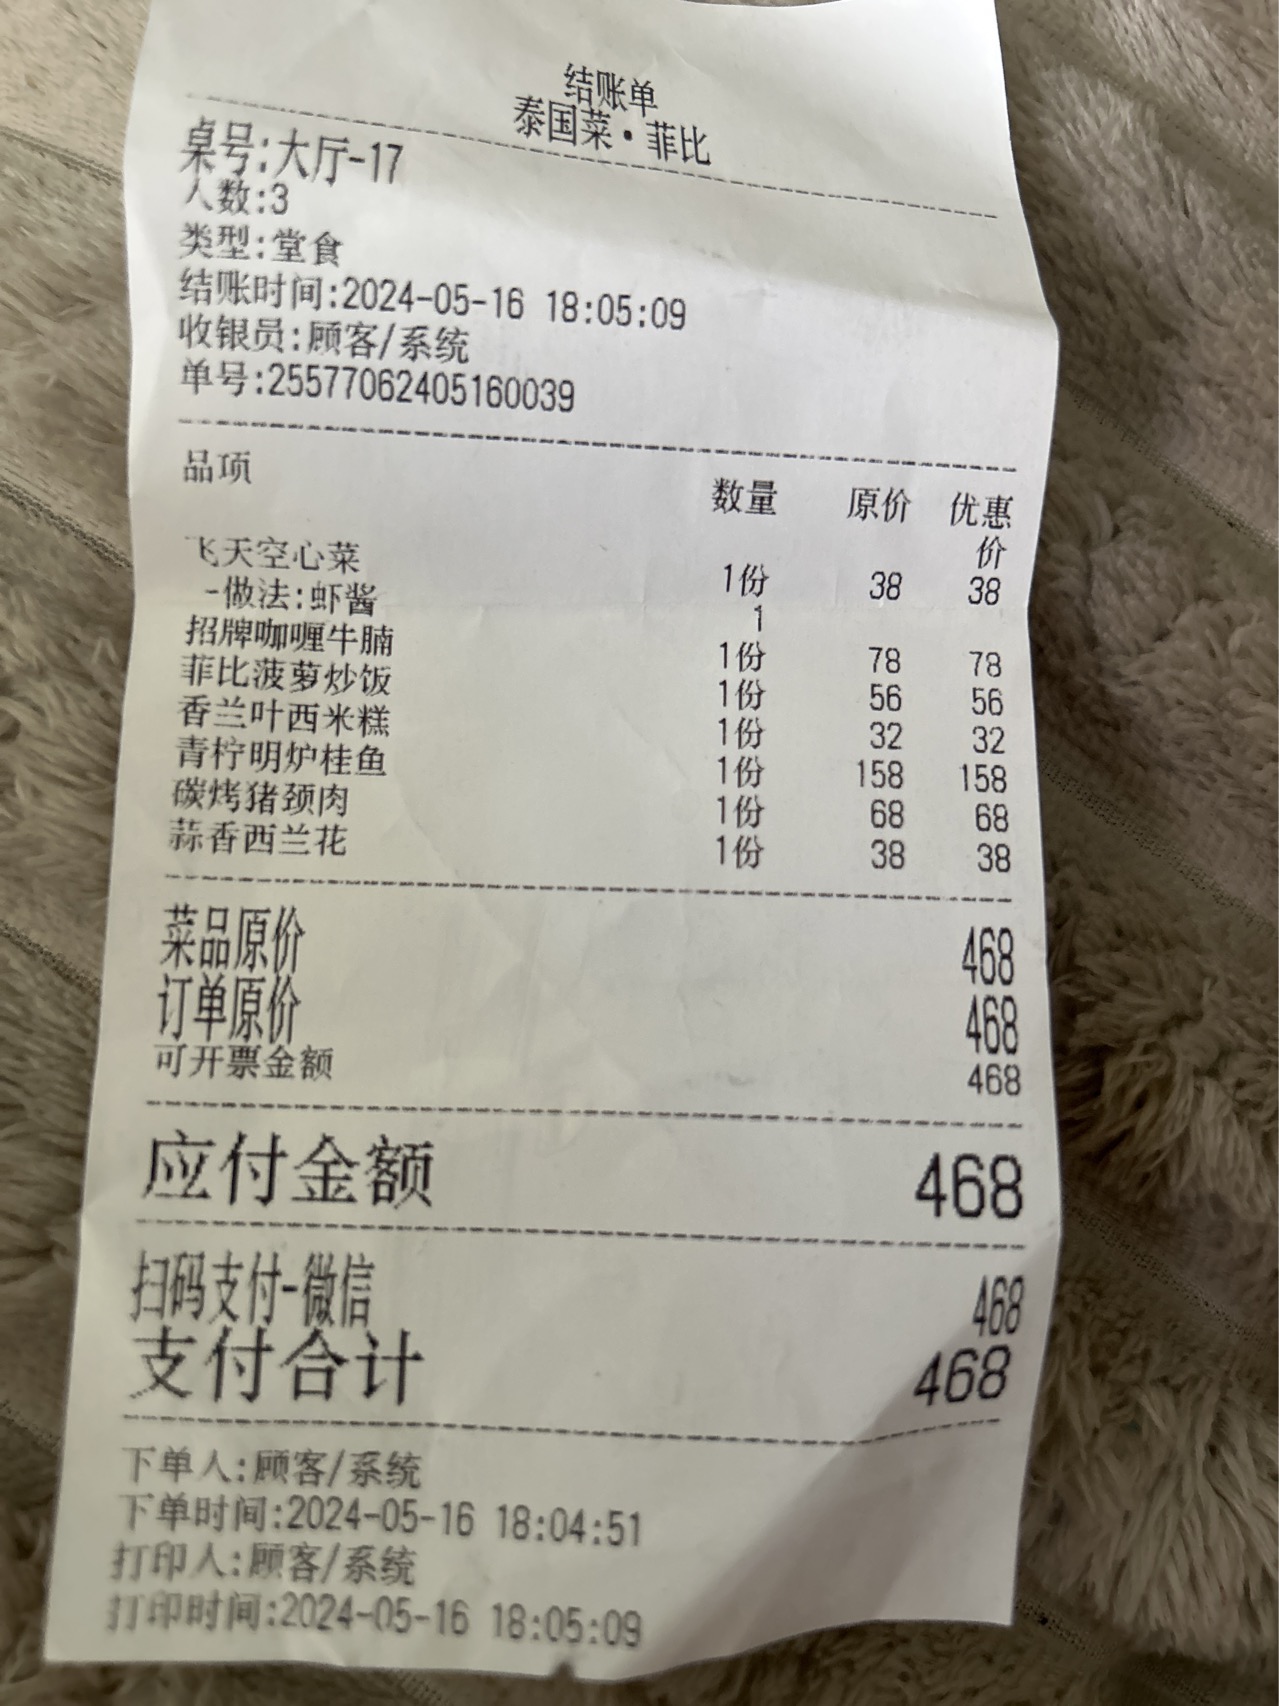 结账单
泰国菜·菲比
桌号:大厅-17
人数:3
类型:堂食
结账时间:2024-05-16 18:05:09
收银员:顾客/系统
单号:25577062405160039
品项 数量 原价 优惠价
飞天空心菜 1份 38 38
-做法:虾酱 1
招牌咖喱牛腩 1份 78 78
菲比菠萝炒饭 1份 56 56
香兰叶西米糕 1份 32 32
青柠明炉桂鱼 1份 158 158
碳烤猪颈肉 1份 68 68
蒜香西兰花 1份 38 38
菜品原价 468
订单原价 468
可开票金额 468
应付金额 468
扫码支付-微信 468
支付合计 468
下单人:顾客/系统
下单时间:2024-05-16 18:04:51
打印人:顾客/系统
打印时间:2024-05-16 18:05:09